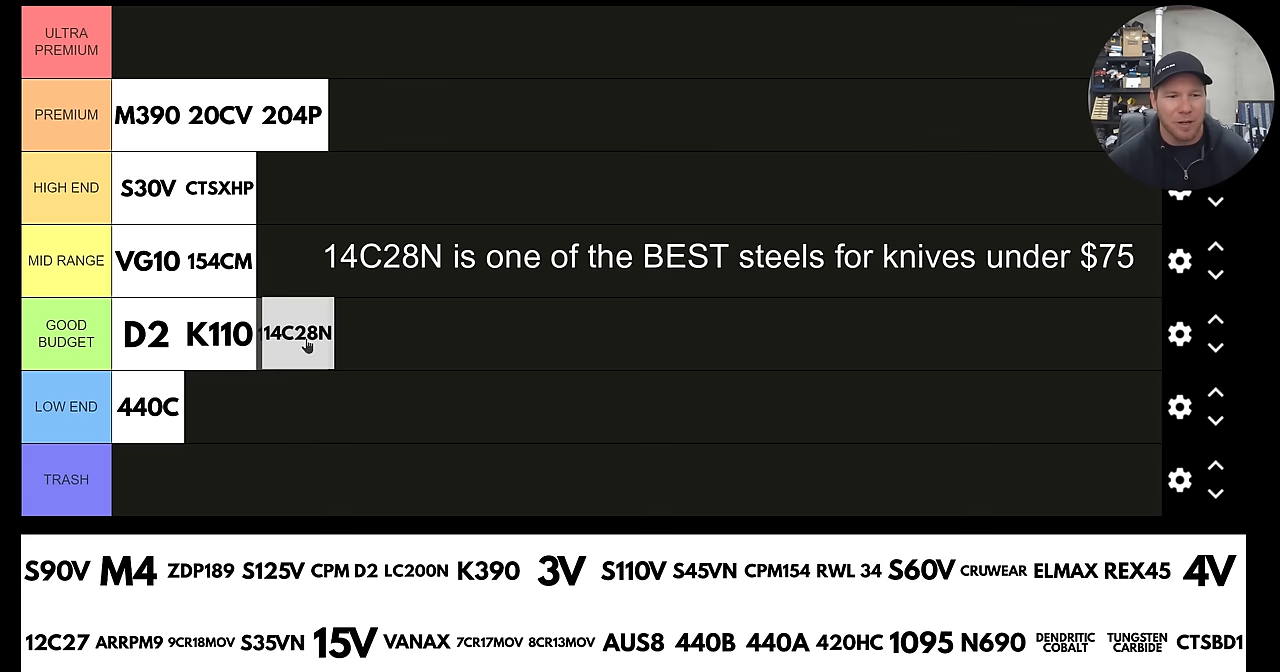 ULTRA
PREMIUM
PREMIUM
M390 20CV 204P
HIGH END
S30V CTSXHP
MID RANGE
VG10 154CM
14C28N is one of the BEST steels for knives under $75
GOOD
BUDGET
D2 K110 14C28N
LOW END
440C
TRASH
S90V M4 ZDP189 S125V CPM D2 LC200N K390 3V S110V S45VN CPM154 RWL 34 S60V CRUWEAR ELMAX REX45 4V
12C27 ARRPM9 9CR18MOV S35VN 15V VANAX 7CR17MOV 8CR13MOV AUS8 440B 440A 420HC 1095 N690 DENDRITIC COBALT TUNGSTEN CARBIDE CTSBD1